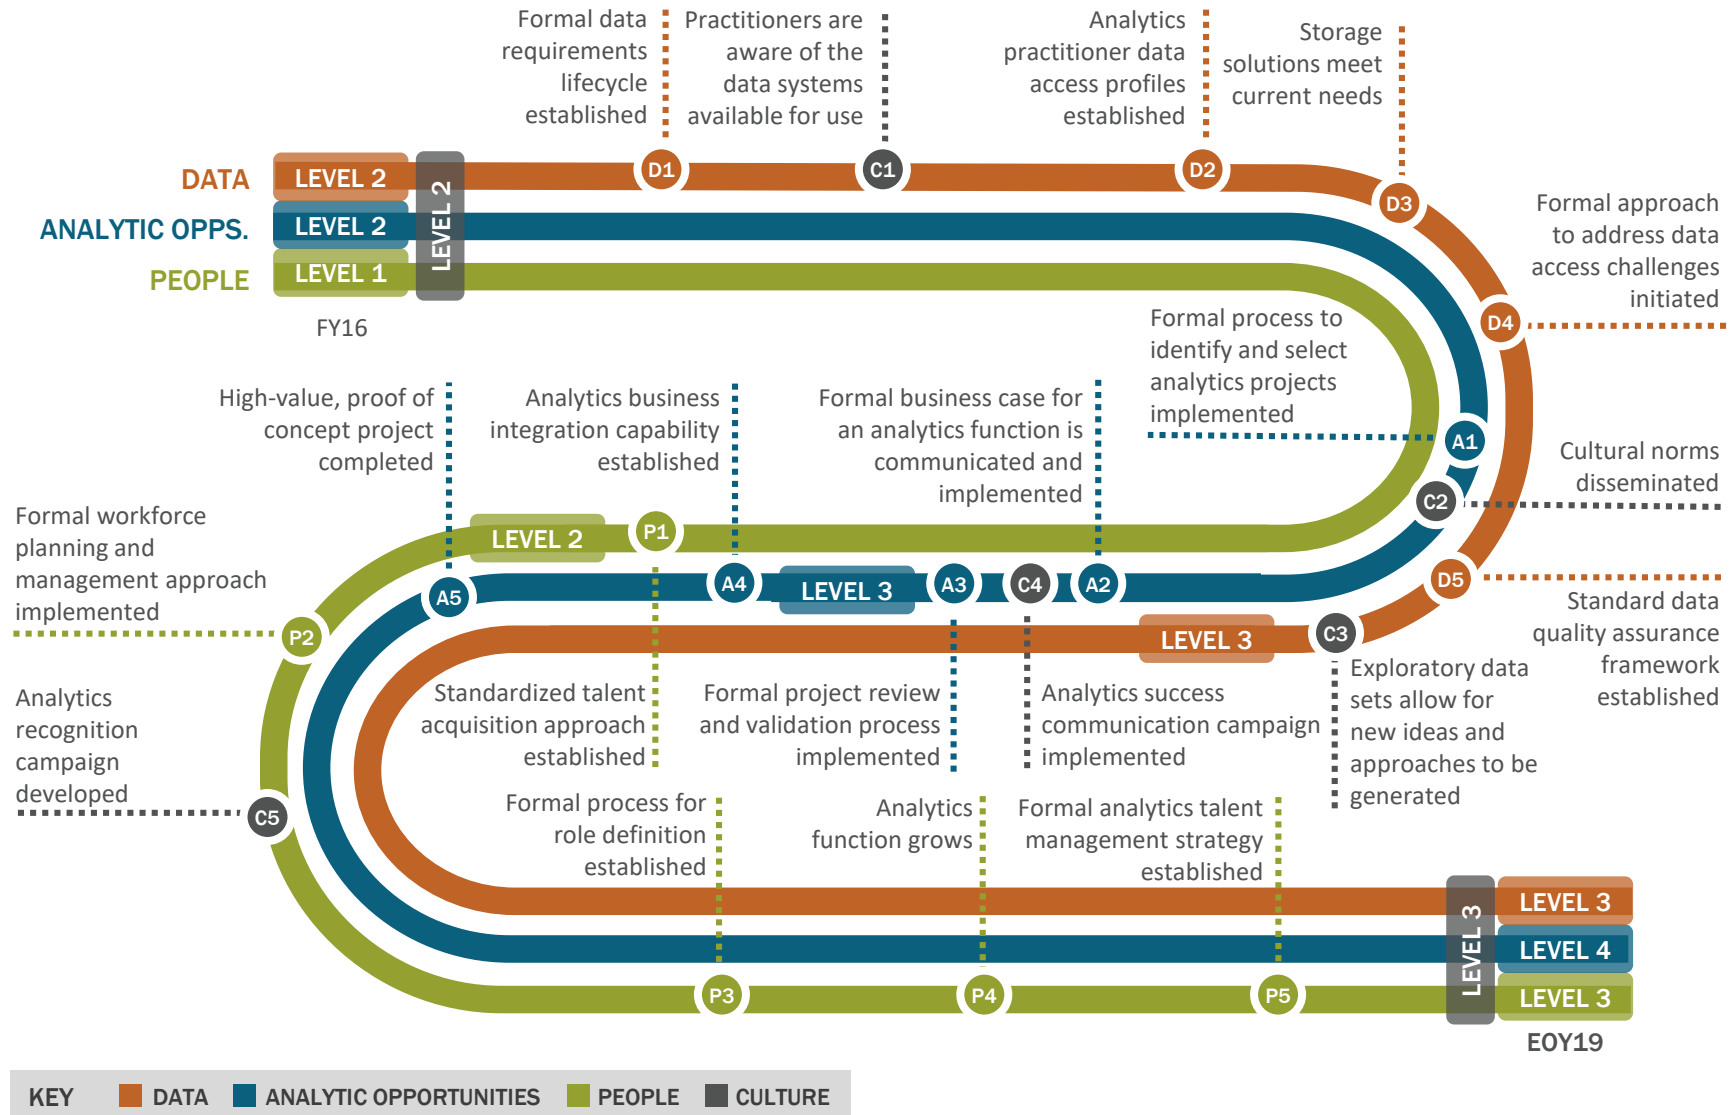 Formal data
requirements
lifecycle
established
Practitioners are
aware of the
data systems
available for use
Analytics
practitioner data
access profiles
established
Storage
solutions meet
current needs
DATA
LEVEL 2
LEVEL 2
D1
C1
D2
D3
ANALYTIC OPPS.
LEVEL 2
PEOPLE
LEVEL 1
FY16
Formal approach
to address data
access challenges
initiated
D4
Formal process to
identify and select
analytics projects
implemented
A1
High-value, proof of
concept project
completed
Analytics business
integration capability
established
Formal business case for
an analytics function is
communicated and
implemented
Cultural norms
disseminated
C2
Formal workforce
planning and
management approach
implemented
LEVEL 2
P1
A5
A4
LEVEL 3
A3
C4
A2
D5
P2
LEVEL 3
C3
Standard data
quality assurance
framework
established
Analytics
recognition
campaign
developed
Standardized talent
acquisition approach
established
Formal project review
and validation process
implemented
Analytics success
communication campaign
implemented
Exploratory data
sets allow for
new ideas and
approaches to be
generated
C5
Formal process for
role definition
established
Analytics
function grows
Formal analytics talent
management strategy
established
LEVEL 3
LEVEL 3
LEVEL 4
P3
P4
P5
LEVEL 3
EOY19
KEY
DATA
ANALYTIC OPPORTUNITIES
PEOPLE
CULTURE